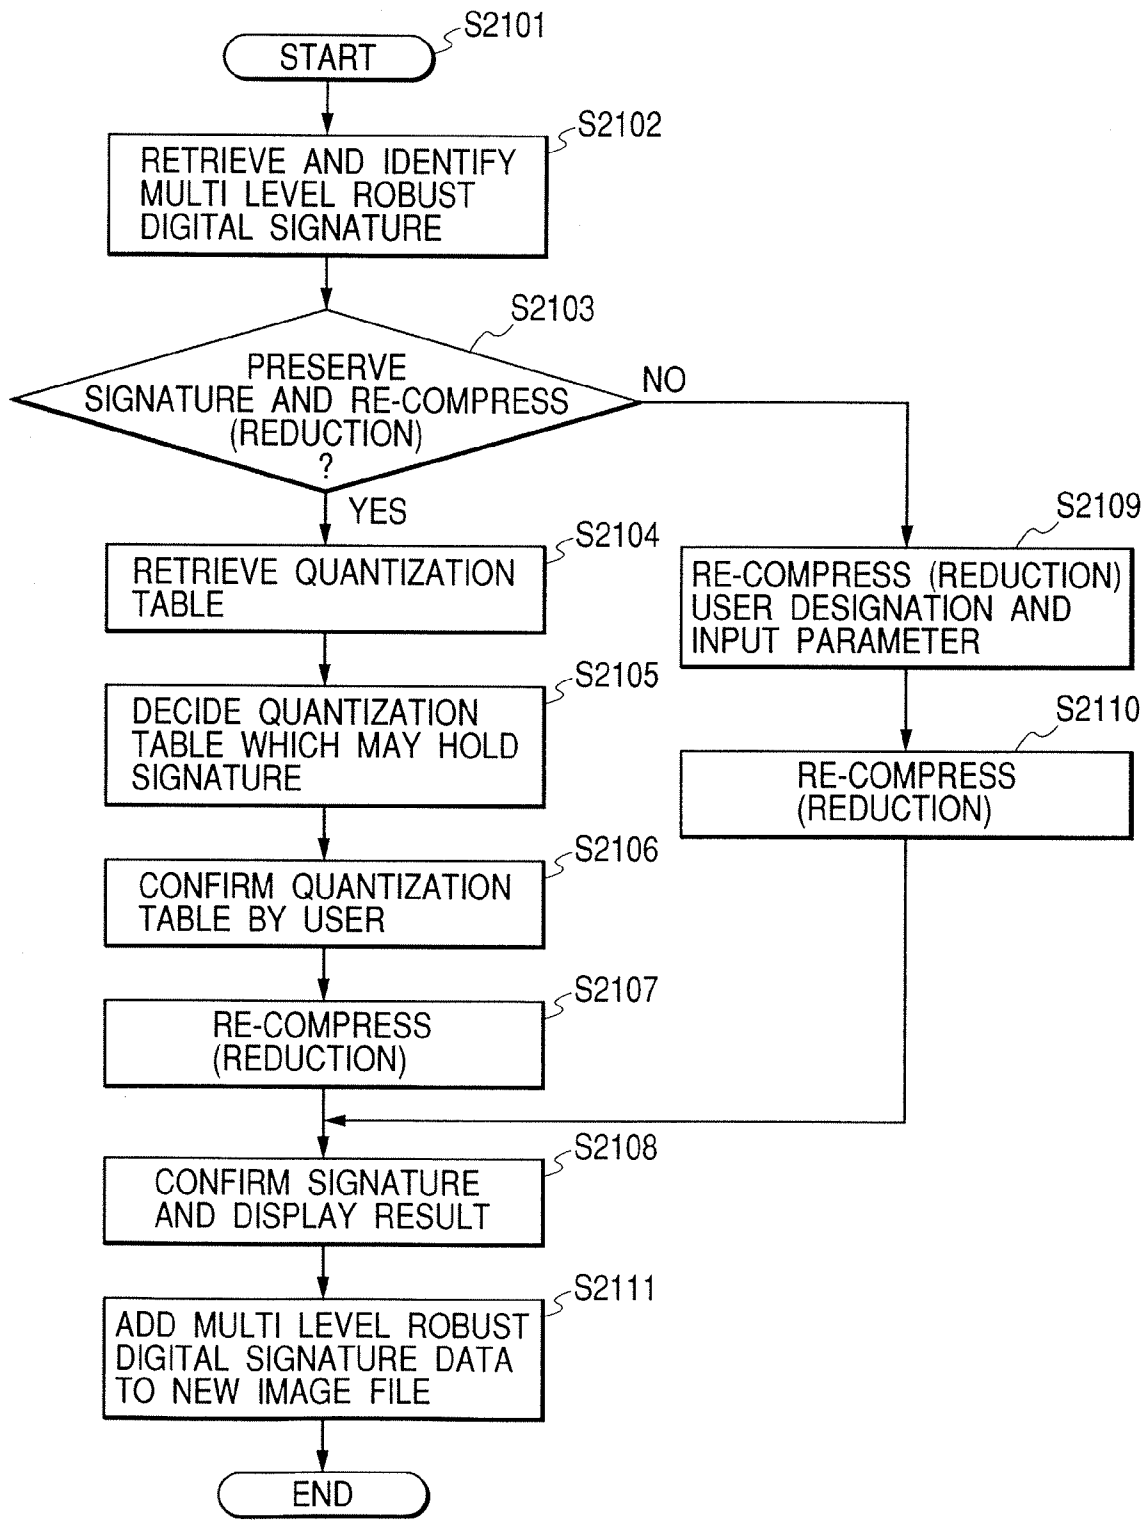 S2101
START
S2102
RETRIEVE AND IDENTIFY
MULTI LEVEL ROBUST
DIGITAL SIGNATURE
S2103
PRESERVE
SIGNATURE AND RE-COMPRESS
(REDUCTION)
?
NO
YES
S2104
RETRIEVE QUANTIZATION
TABLE
S2105
DECIDE QUANTIZATION
TABLE WHICH MAY HOLD
SIGNATURE
S2106
CONFIRM QUANTIZATION
TABLE BY USER
S2107
RE-COMPRESS
(REDUCTION)
S2109
RE-COMPRESS (REDUCTION)
USER DESIGNATION AND
INPUT PARAMETER
S2110
RE-COMPRESS
(REDUCTION)
S2108
CONFIRM SIGNATURE
AND DISPLAY RESULT
S2111
ADD MULTI LEVEL ROBUST
DIGITAL SIGNATURE DATA
TO NEW IMAGE FILE
END